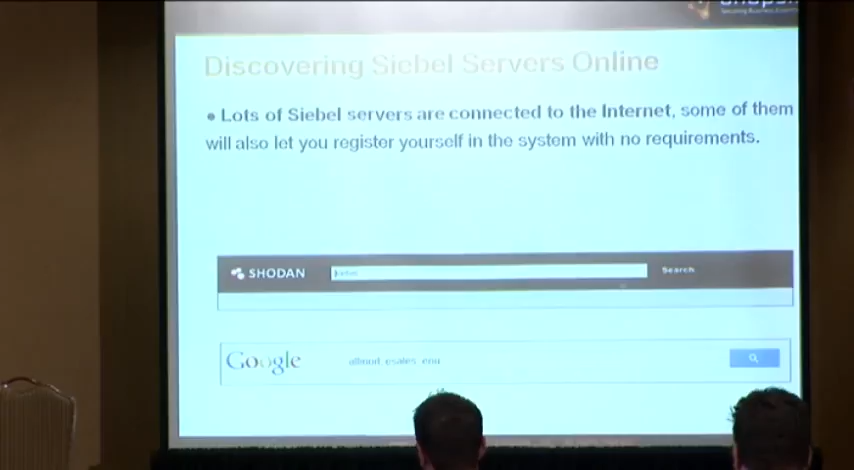 Discovering Siebel Servers Online
• Lots of Siebel servers are connected to the Internet, some of them
will also let you register yourself in the system with no requirements.
SHODAN Search
Google